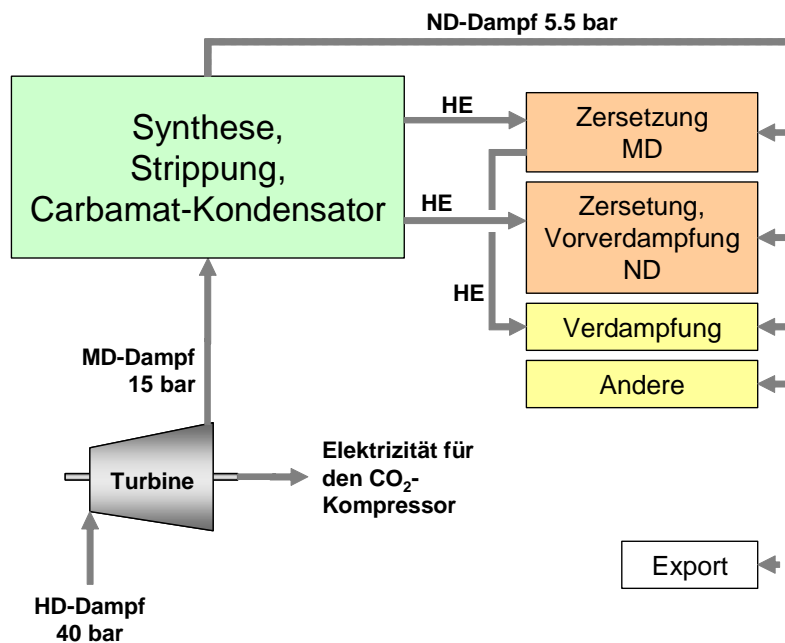 ND-Dampf 5.5 bar
HE
Synthese,
Strippung,
Carbamat-Kondensator
Zersetzung
MD
HE
Zersetung,
Vorverdampfung
ND
HE
Verdampfung
MD-Dampf
15 bar
Andere
Turbine
Elektrizität für
den CO₂-
Kompressor
Export
HD-Dampf
40 bar